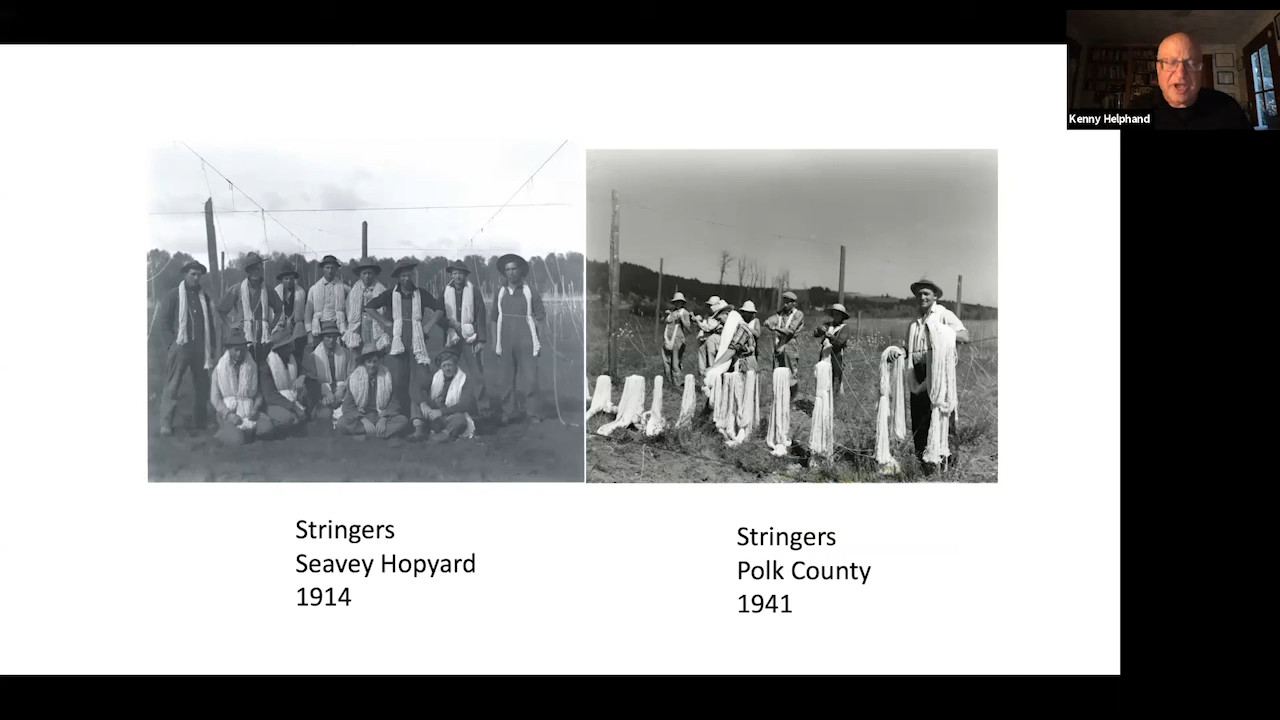 Kenny Helphand
Stringers
Seavey Hopyard
1914
Stringers
Polk County
1941